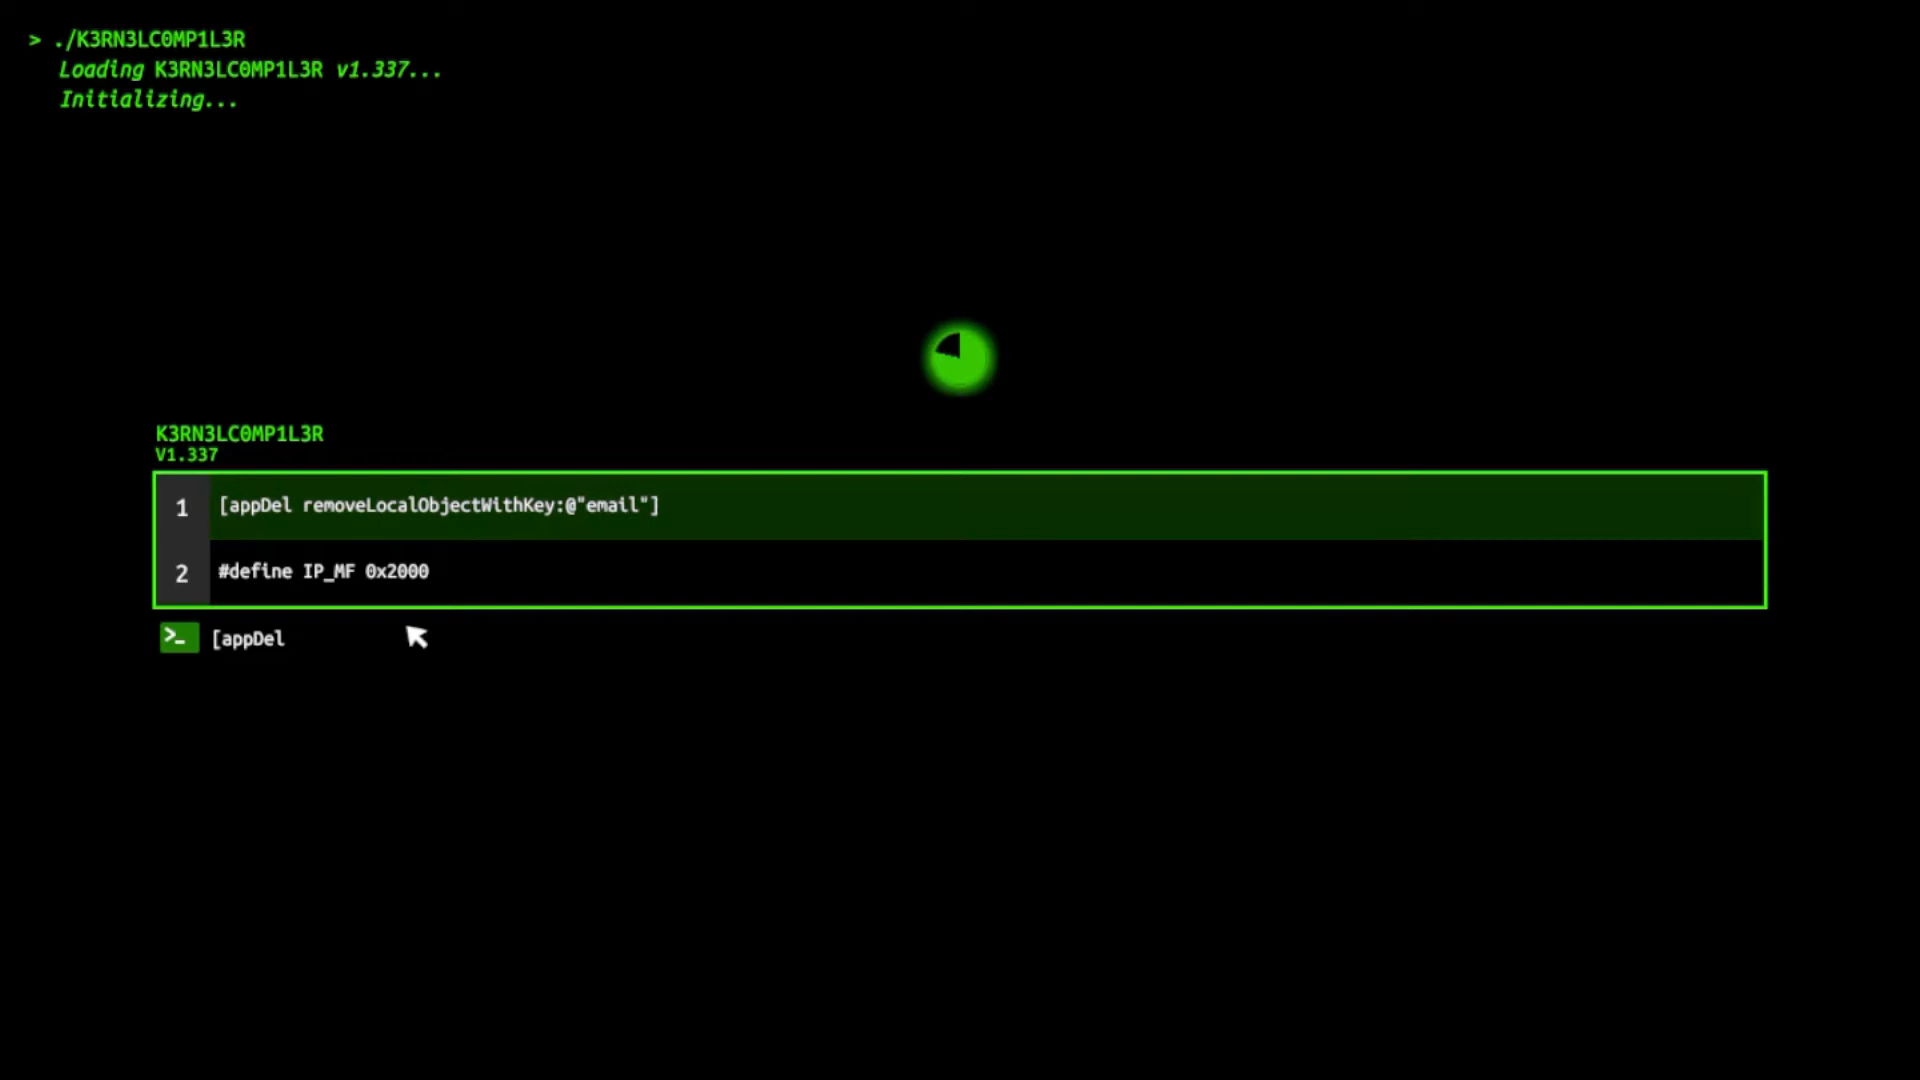 > ./K3RN3LC0MP1L3R
Loading K3RN3LC0MP1L3R v1.337...
Initializing...
K3RN3LC0MP1L3R
V1.337
1 [appDel removeLocalObjectWithKey:@"email"]
2 #define IP_MF 0x2000
>_ [appDel